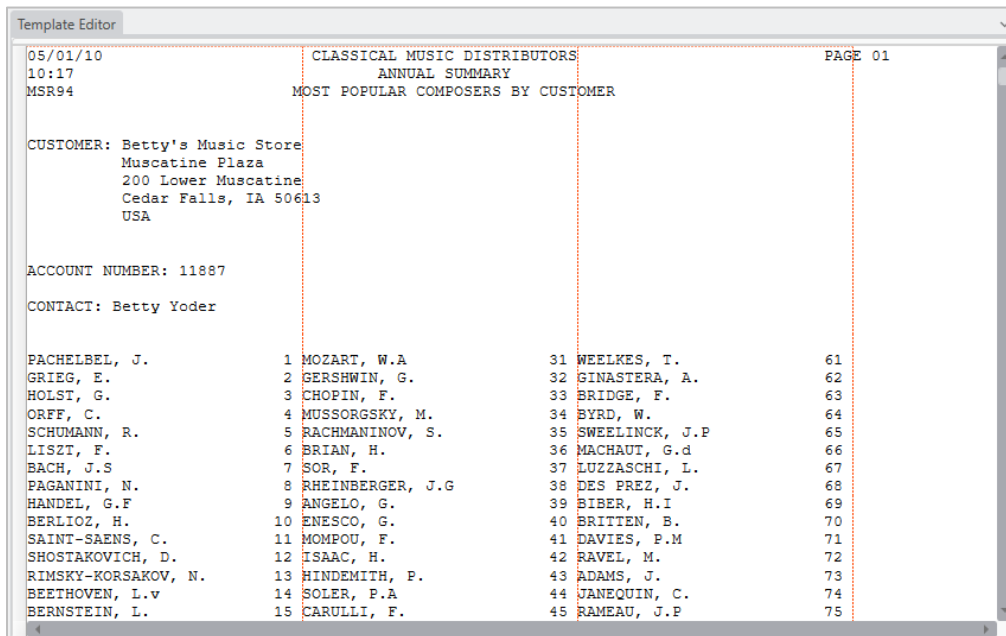 Template Editor
05/01/10 CLASSICAL MUSIC DISTRIBUTORS PAGE 01
10:17 ANNUAL SUMMARY
MSR94 MOST POPULAR COMPOSERS BY CUSTOMER
CUSTOMER: Betty's Music Store
Muscatine Plaza
200 Lower Muscatine
Cedar Falls, IA 50613
USA
ACCOUNT NUMBER: 11887
CONTACT: Betty Yoder
PACHELBEL, J. 1 MOZART, W.A 31 WEELKES, T. 61
GRIEG, E. 2 GERSHWIN, G. 32 GINASTERA, A. 62
HOLST, G. 3 CHOPIN, F. 33 BRIDGE, F. 63
ORFF, C. 4 MUSSORGSKY, M. 34 BYRD, W. 64
SCHUMANN, R. 5 RACHMANINOV, S. 35 SWEELINCK, J.P 65
LISZT, F. 6 BRIAN, H. 36 MACHAUT, G.d 66
BACH, J.S 7 SOR, F. 37 LUZZASCHI, L. 67
PAGANINI, N. 8 RHEINBERGER, J.G 38 DES PREZ, J. 68
HANDEL, G.F 9 ANGELO, G. 39 BIBER, H.I 69
BERLIOZ, H. 10 ENESCO, G. 40 BRITTEN, B. 70
SAINT-SAENS, C. 11 MOMPOU, F. 41 DAVIES, P.M 71
SHOSTAKOVICH, D. 12 ISAAC, H. 42 RAVEL, M. 72
RIMSKY-KORSAKOV, N. 13 HINDEMITH, P. 43 ADAMS, J. 73
BEETHOVEN, L.v 14 SOLER, P.A 44 JANEQUIN, C. 74
BERNSTEIN, L. 15 CARULLI, F. 45 RAMEAU, J.P 75